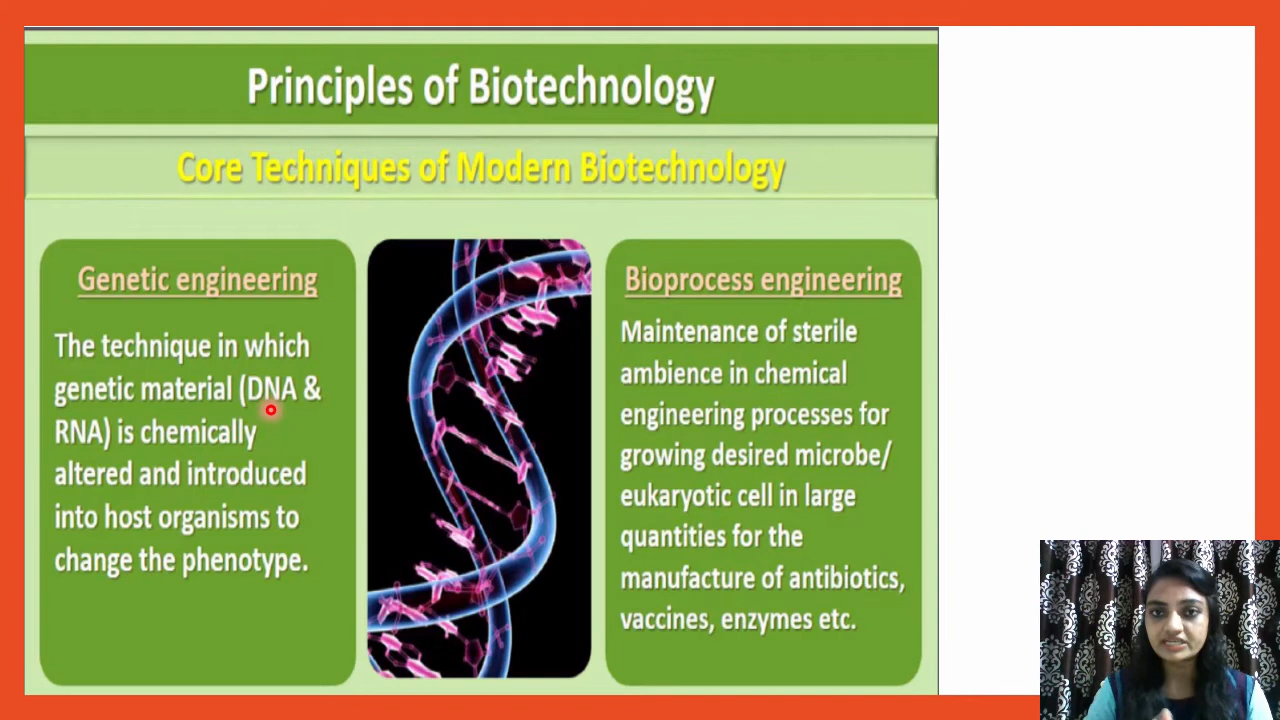 Principles of Biotechnology
Core Techniques of Modern Biotechnology
Genetic engineering
The technique in which
genetic material (DNA &
RNA) is chemically
altered and introduced
into host organisms to
change the phenotype.
Bioprocess engineering
Maintenance of sterile
ambience in chemical
engineering processes for
growing desired microbe/
eukaryotic cell in large
quantities for the
manufacture of antibiotics,
vaccines, enzymes etc.